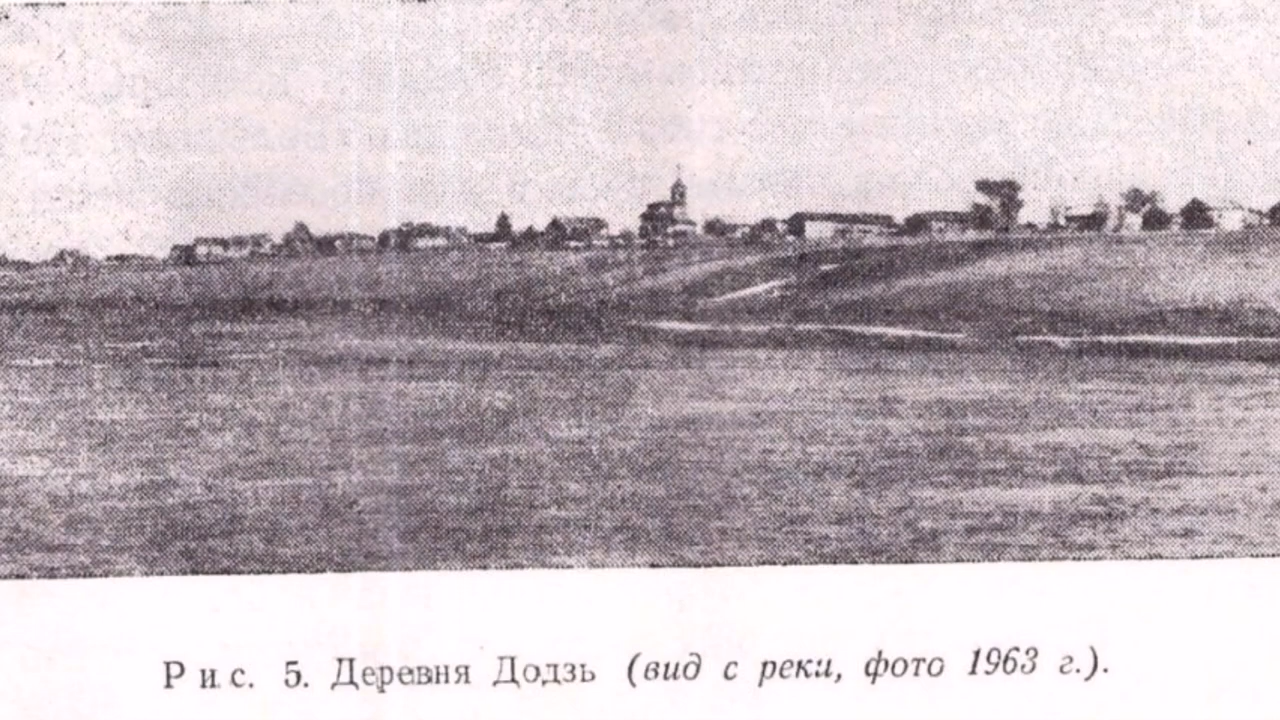 Рис. 5. Деревня Додзь (вид с реки, фото 1963 г.).